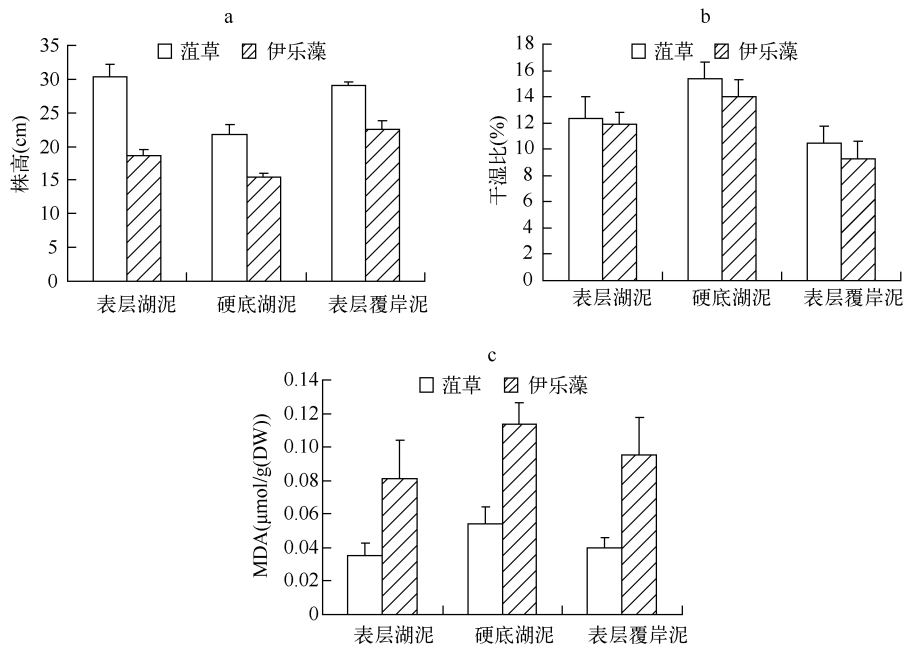 a
菹草 伊乐藻
株高(cm)
35
30
25
20
15
10
5
0
表层湖泥 硬底湖泥 表层覆岸泥
b
菹草 伊乐藻
干湿比(%)
18
16
14
12
10
8
6
4
2
0
表层湖泥 硬底湖泥 表层覆岸泥
c
菹草 伊乐藻
MDA(μmol/g(DW))
0.14
0.12
0.10
0.08
0.06
0.04
0.02
0
表层湖泥 硬底湖泥 表层覆岸泥